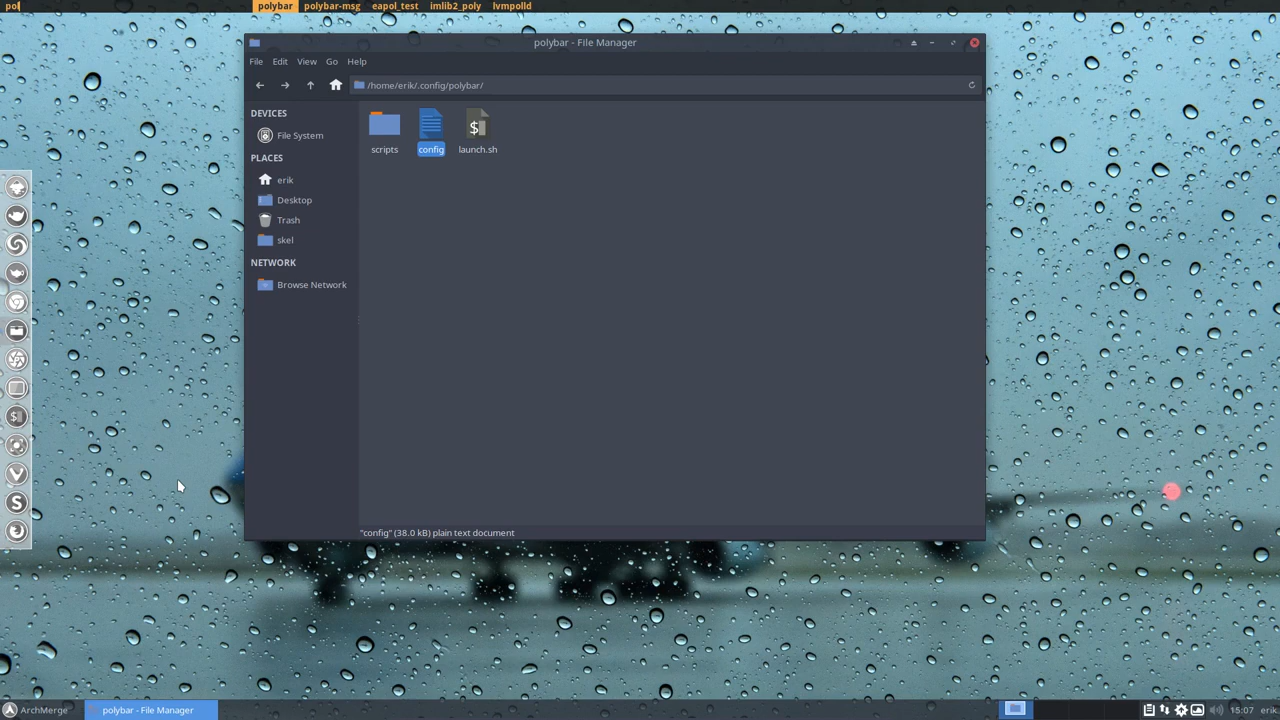 pol polybar polybar-msg eapol_test imlib2_poly lvmpolld
polybar - File Manager
File Edit View Go Help
/home/erik/.config/polybar/
DEVICES
File System
PLACES
erik
Desktop
Trash
skel
NETWORK
Browse Network
scripts config launch.sh
"config" (38.0 kB) plain text document
ArchMerge polybar - File Manager 15:07 erik